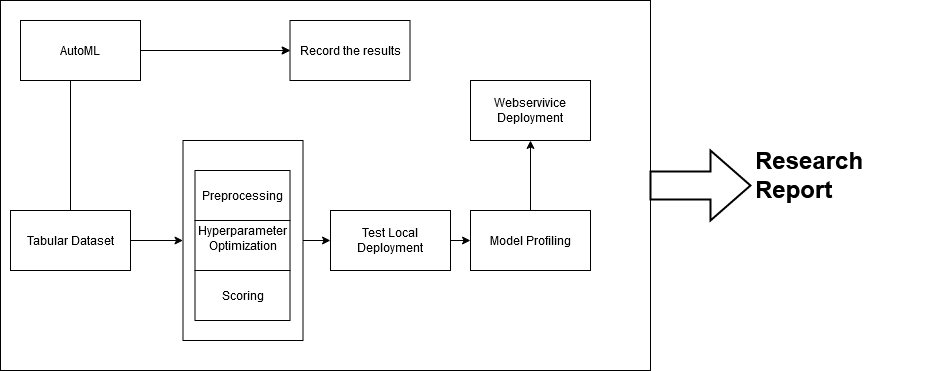 AutoML
Record the results
Webservivice
Deployment
Preprocessing
Hyperparameter
Optimization
Scoring
Tabular Dataset
Test Local
Deployment
Model Profiling
Research
Report